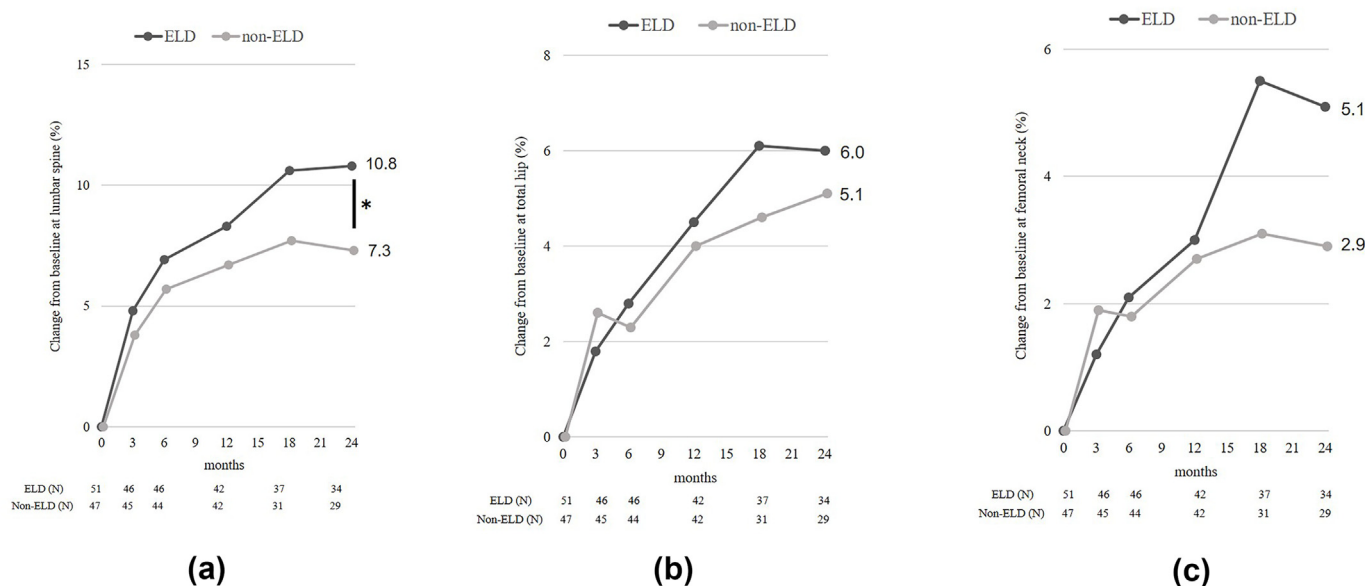 ELD non-ELD
Change from baseline at lumbar spine (%)
15
10
5
0
10.8
*
7.3
0 3 6 9 12 15 18 21 24
months
ELD (N) 51 46 46 42 37 34
Non-ELD (N) 47 45 44 42 31 29
(a)
ELD non-ELD
Change from baseline at total hip (%)
8
6
4
2
0
6.0
5.1
0 3 6 9 12 15 18 21 24
months
ELD (N) 51 46 46 42 37 34
Non-ELD (N) 47 45 44 42 31 29
(b)
ELD non-ELD
Change from baseline at femoral neck (%)
6
4
2
0
5.1
2.9
0 3 6 9 12 15 18 21 24
months
ELD (N) 51 46 46 42 37 34
Non-ELD (N) 47 45 44 42 31 29
(c)